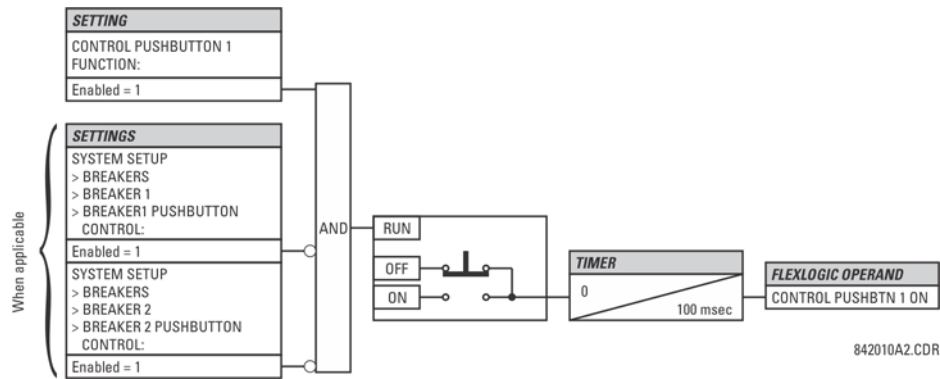 SETTING
CONTROL PUSHBUTTON 1
FUNCTION:
Enabled = 1
When applicable
SETTINGS
SYSTEM SETUP
> BREAKERS
> BREAKER 1
> BREAKER1 PUSHBUTTON
CONTROL:
Enabled = 1
SYSTEM SETUP
> BREAKERS
> BREAKER 2
> BREAKER 2 PUSHBUTTON
CONTROL:
Enabled = 1
AND
RUN
OFF
ON
TIMER
0
100 msec
FLEXLOGIC OPERAND
CONTROL PUSHBTN 1 ON
842010A2.CDR